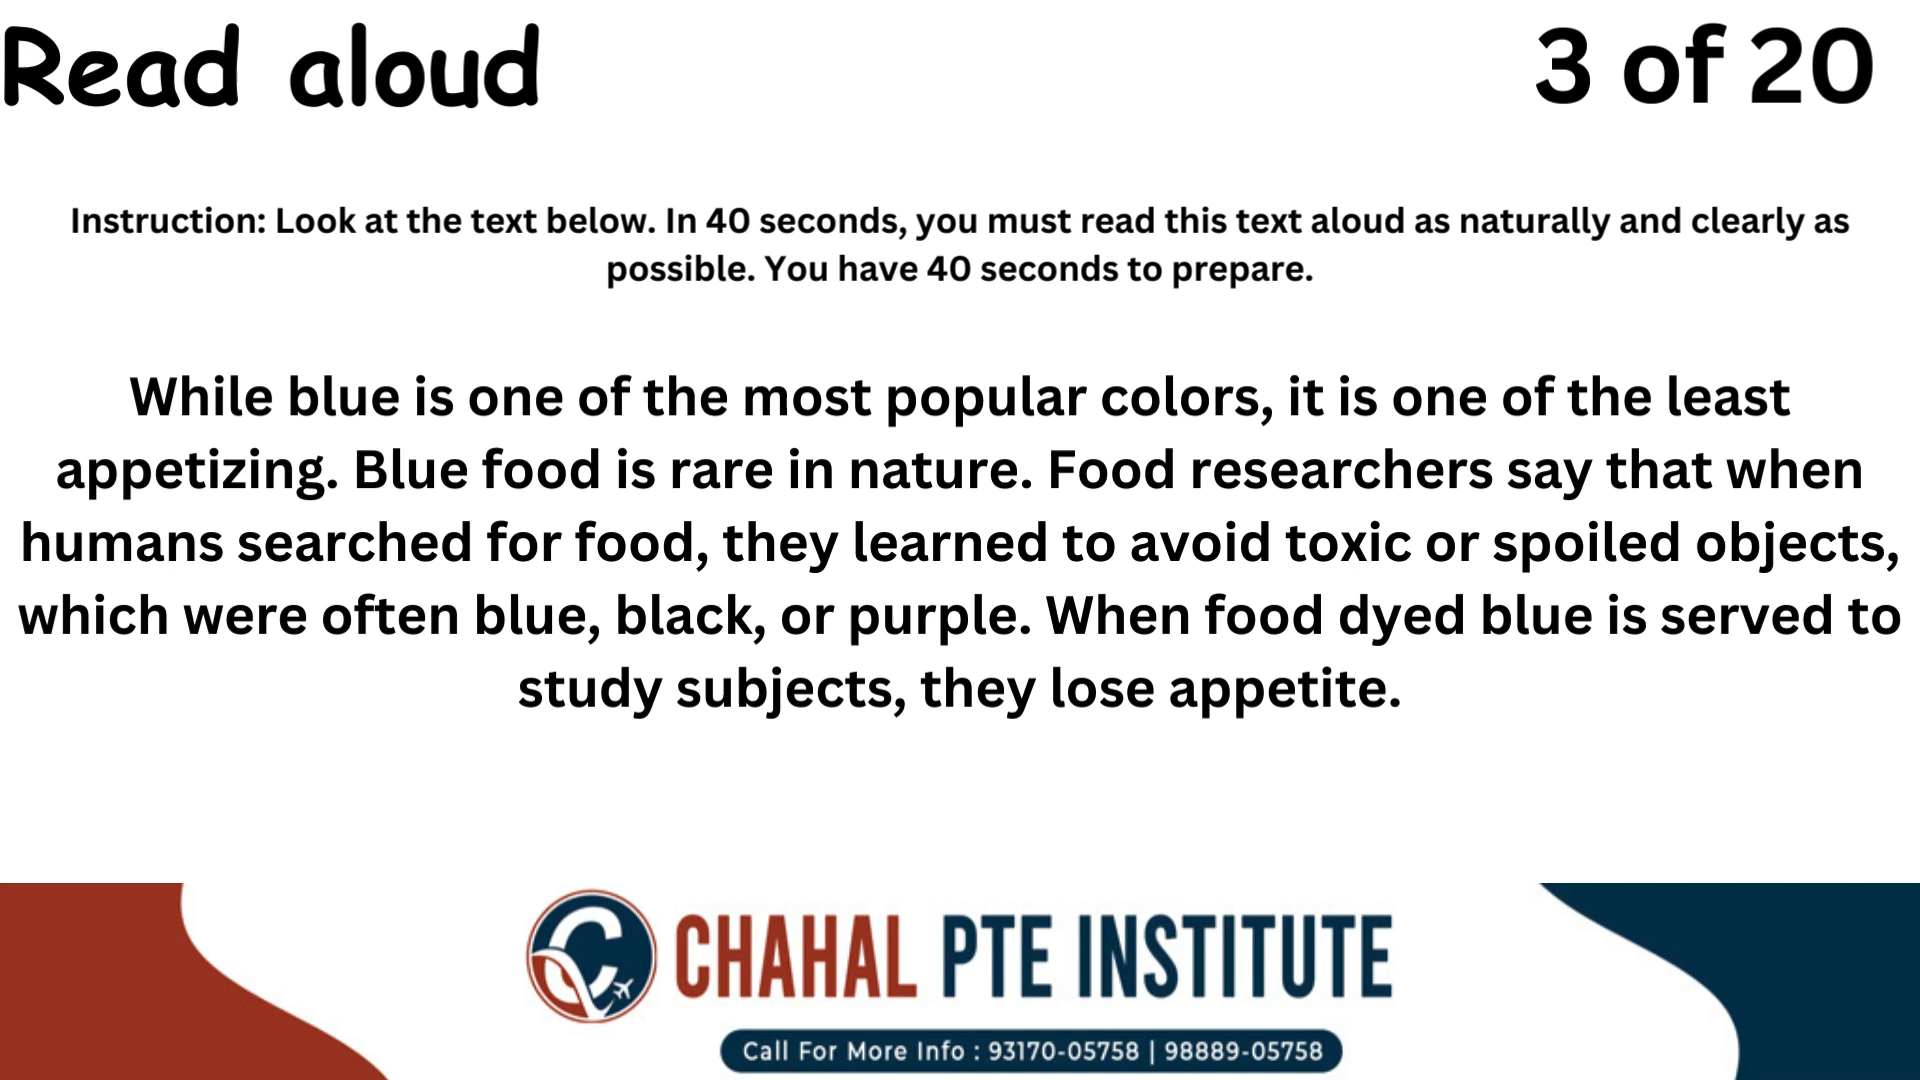 Read aloud
3 of 20
Instruction: Look at the text below. In 40 seconds, you must read this text aloud as naturally and clearly as
possible. You have 40 seconds to prepare.
While blue is one of the most popular colors, it is one of the least
appetizing. Blue food is rare in nature. Food researchers say that when
humans searched for food, they learned to avoid toxic or spoiled objects,
which were often blue, black, or purple. When food dyed blue is served to
study subjects, they lose appetite.
CHAHAL PTE INSTITUTE
Call For More Info : 93170-05758 | 98889-05758